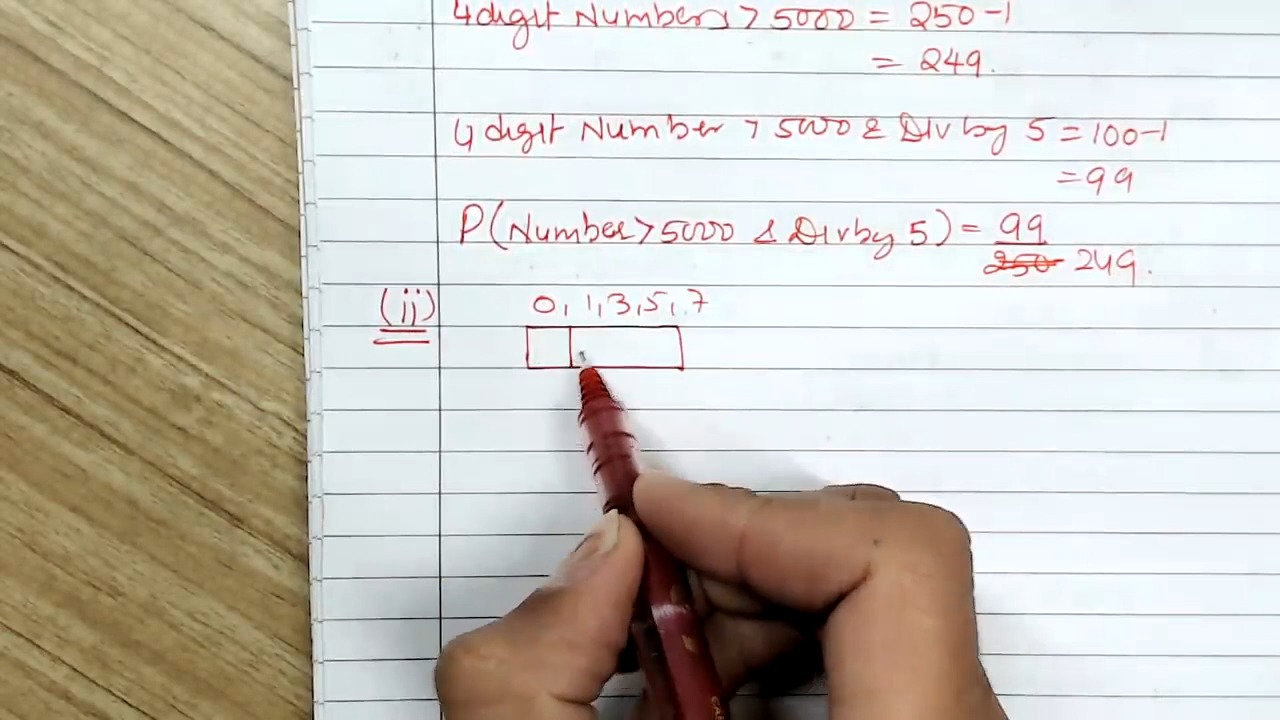 4 digit Numbers > 5000 = 250-1
= 249.
4 digit Number > 5000 & Div by 5 = 100-1
= 99
P(Number > 5000 & Div by 5) = 99
250 249.
(ii) 0, 1, 3, 5, 7